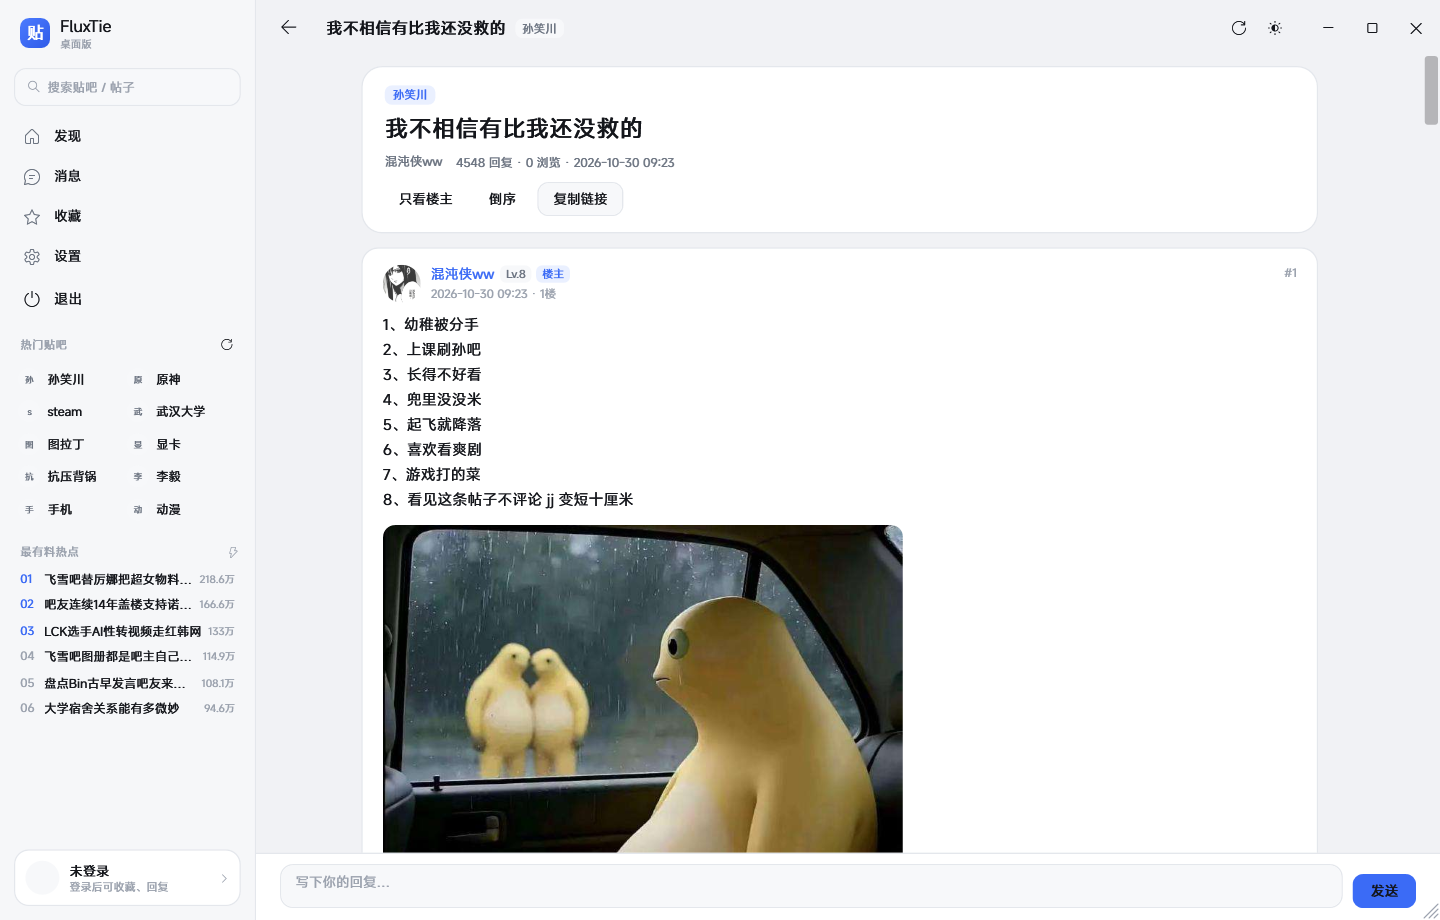 贴
FluxTie
桌面版
搜索贴吧 / 帖子
发现
消息
收藏
设置
退出
热门贴吧
孙 孙笑川
原 原神
s steam
武 武汉大学
图 图拉丁
显 显卡
抗 抗压背锅
李 李毅
手 手机
动 动漫
最有料热点
01 飞雪吧替厉娜把超女物料... 218.6万
02 吧友连续14年盖楼支持诺... 166.6万
03 LCK选手AI性转视频走红韩网 133万
04 飞雪吧图册都是吧主自己... 114.9万
05 盘点Bin古早发言吧友来... 108.1万
06 大学宿舍关系能有多微妙 94.6万
未登录
登录后可收藏、回复
我不相信有比我还没救的 孙笑川
孙笑川
我不相信有比我还没救的
混沌侠ww 4548 回复 · 0 浏览 · 2026-10-30 09:23
只看楼主 倒序 复制链接
混沌侠ww Lv.8 楼主 #1
2026-10-30 09:23 · 1楼
1、幼稚被分手
2、上课刷孙吧
3、长得不好看
4、兜里没没米
5、起飞就降落
6、喜欢看爽剧
7、游戏打的菜
8、看见这条帖子不评论 jj 变短十厘米
写下你的回复...
发送